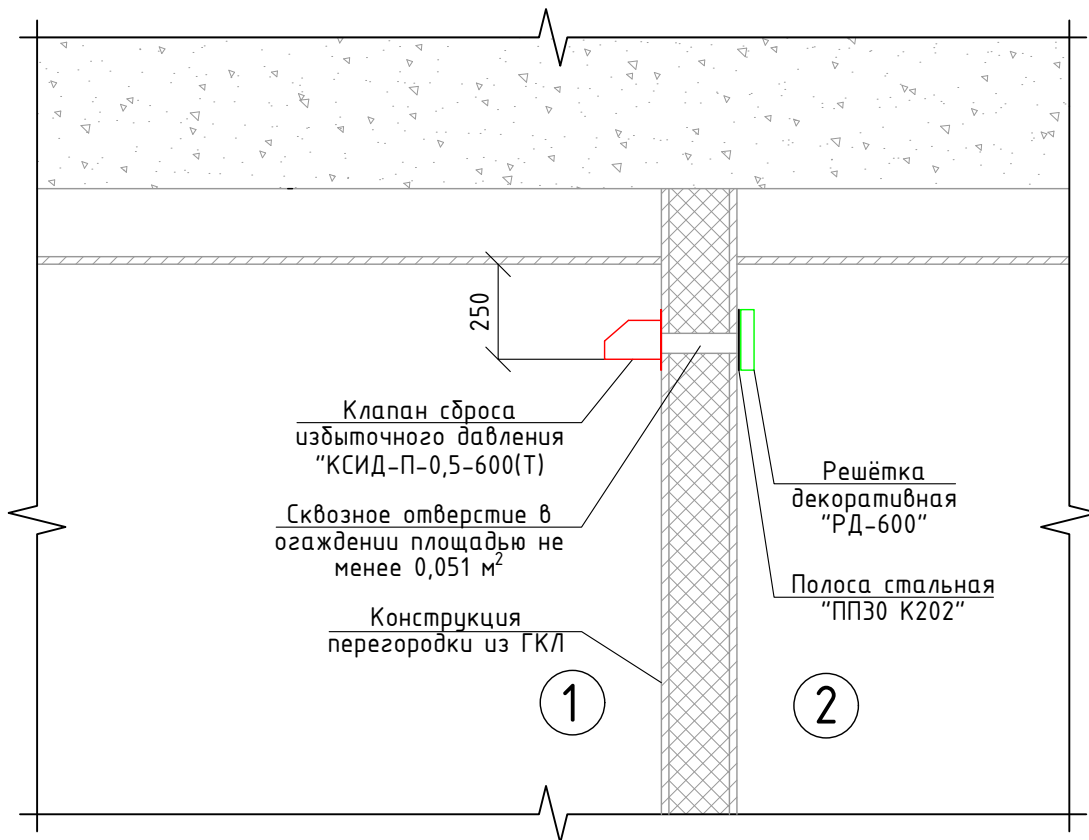 250
Клапан сброса
избыточного давления
"КСИД-П-0,5-600(Т)
Сквозное отверстие в
огаждении площадью не
менее 0,051 м²
Конструкция
перегородки из ГКЛ
Решётка
декоративная
"РД-600"
Полоса стальная
"ПП30 К202"
1
2